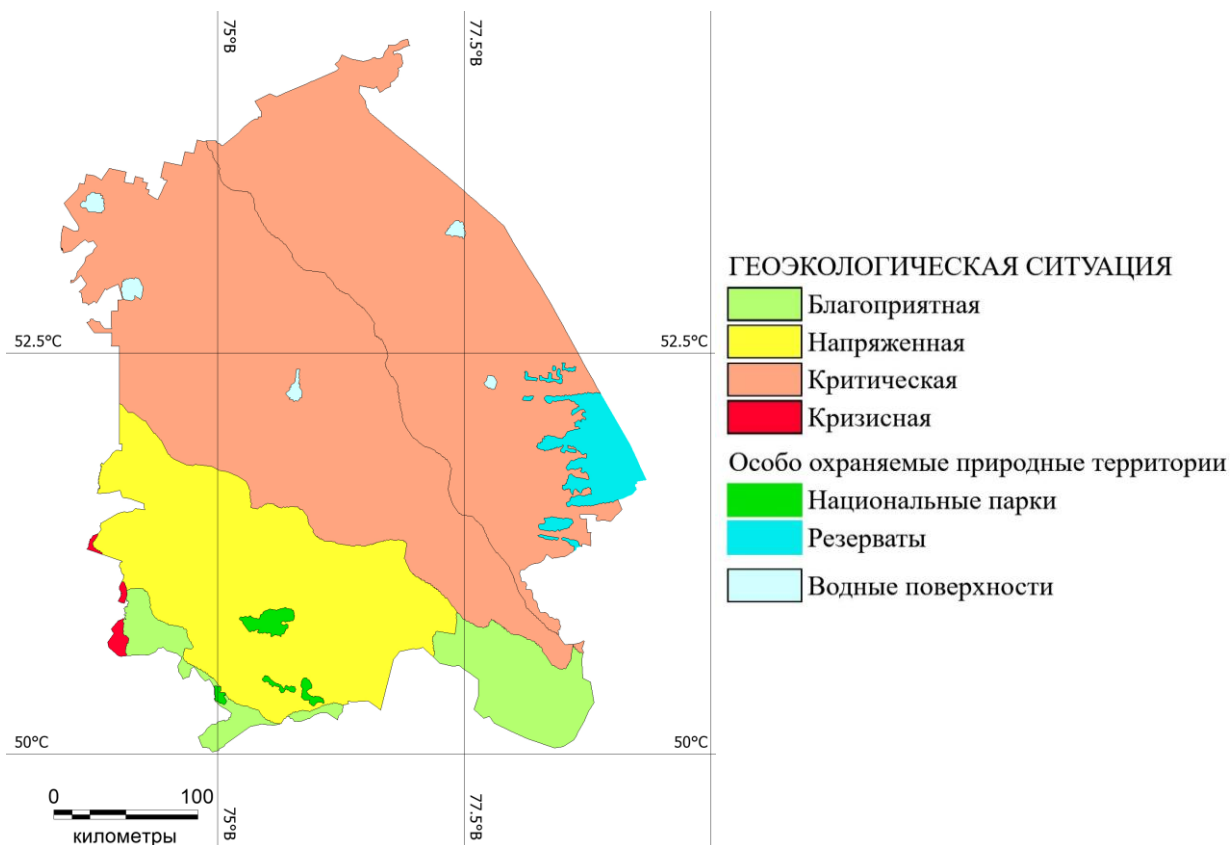 75°В
77.5°В
52.5°С
52.5°С
50°С
50°С
75°В
77.5°В
0 100
километры
ГЕОЭКОЛОГИЧЕСКАЯ СИТУАЦИЯ
Благоприятная
Напряженная
Критическая
Кризисная
Особо охраняемые природные территории
Национальные парки
Резерваты
Водные поверхности